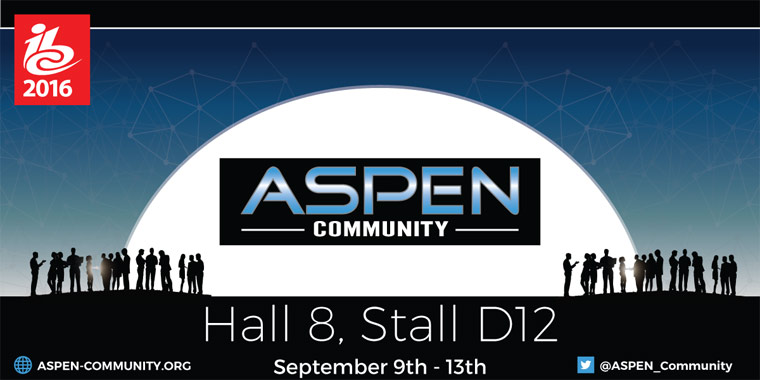 ibc
2016
ASPEN
COMMUNITY
Hall 8, Stall D12
September 9th - 13th
ASPEN-COMMUNITY.ORG
@ASPEN_Community